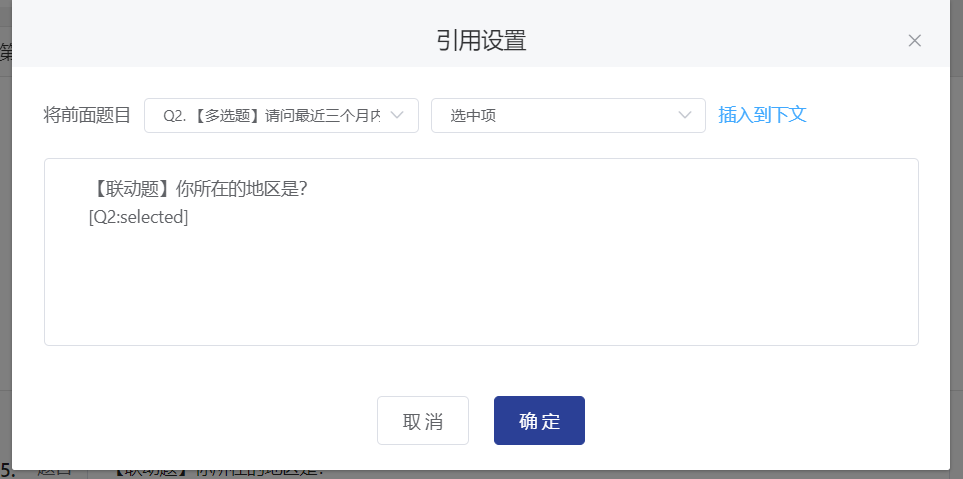 引用设置
第
将前面题目 Q2. 【多选题】请问最近三个月内 选中项 插入到下文
【联动题】你所在的地区是？
[Q2:selected]
取消 确定
5. 题目 【联动题】你所在的地区是？